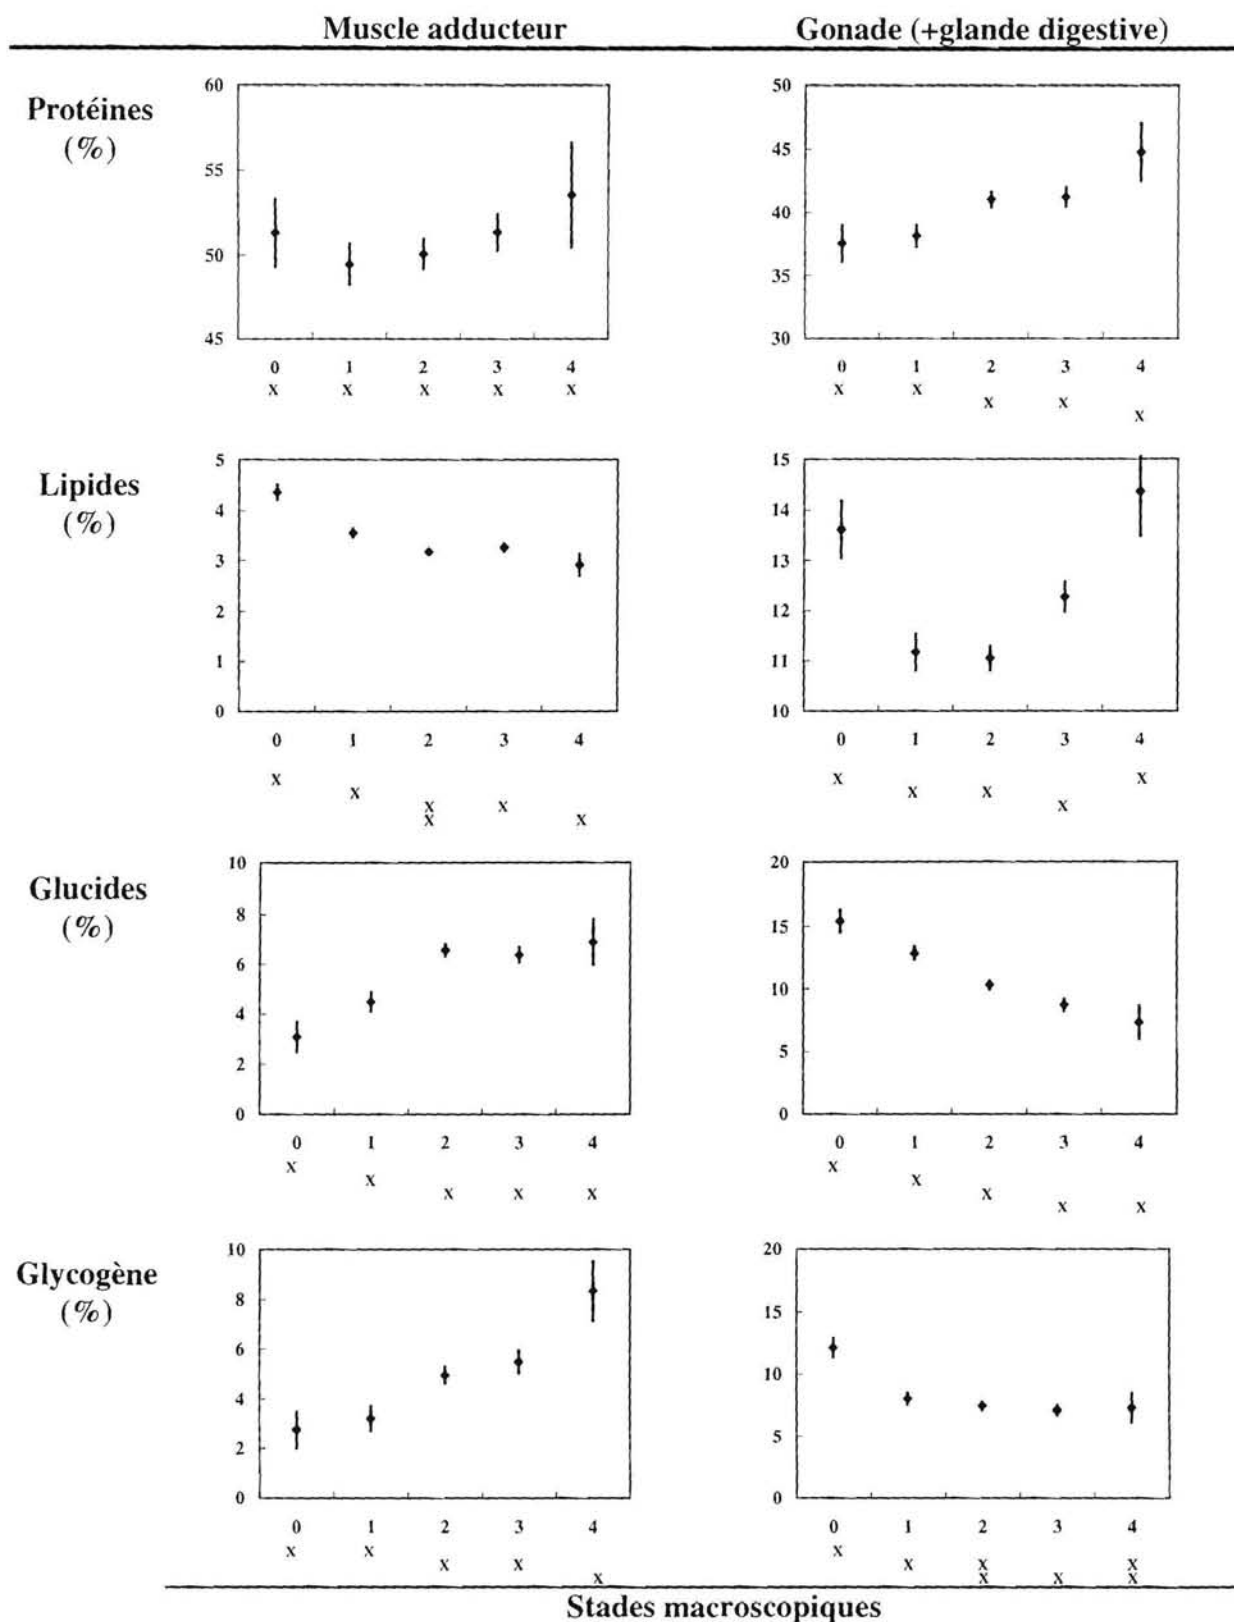 Muscle adducteur Gonade (+glande digestive)
Protéines
(%)
60 50
55 45
50 40
35
45 30
0 1 2 3 4 0 1 2 3 4
x x x x x x x
x x
x
Lipides
(%)
5 15
4 14
3 13
2 12
1 11
0 10
0 1 2 3 4 0 1 2 3 4
x x x
x x x
x x x
x x
Glucides
(%)
10 20
8 15
6
4 10
2 5
0 0
0 1 2 3 4 0 1 2 3 4
x x
x x
x x x x
x x
Glycogène
(%)
10 20
8 15
6
4 10
2 5
0 0
0 1 2 3 4 0 1 2 3 4
x x x
x x x x x
x x x x
Stades macroscopiques